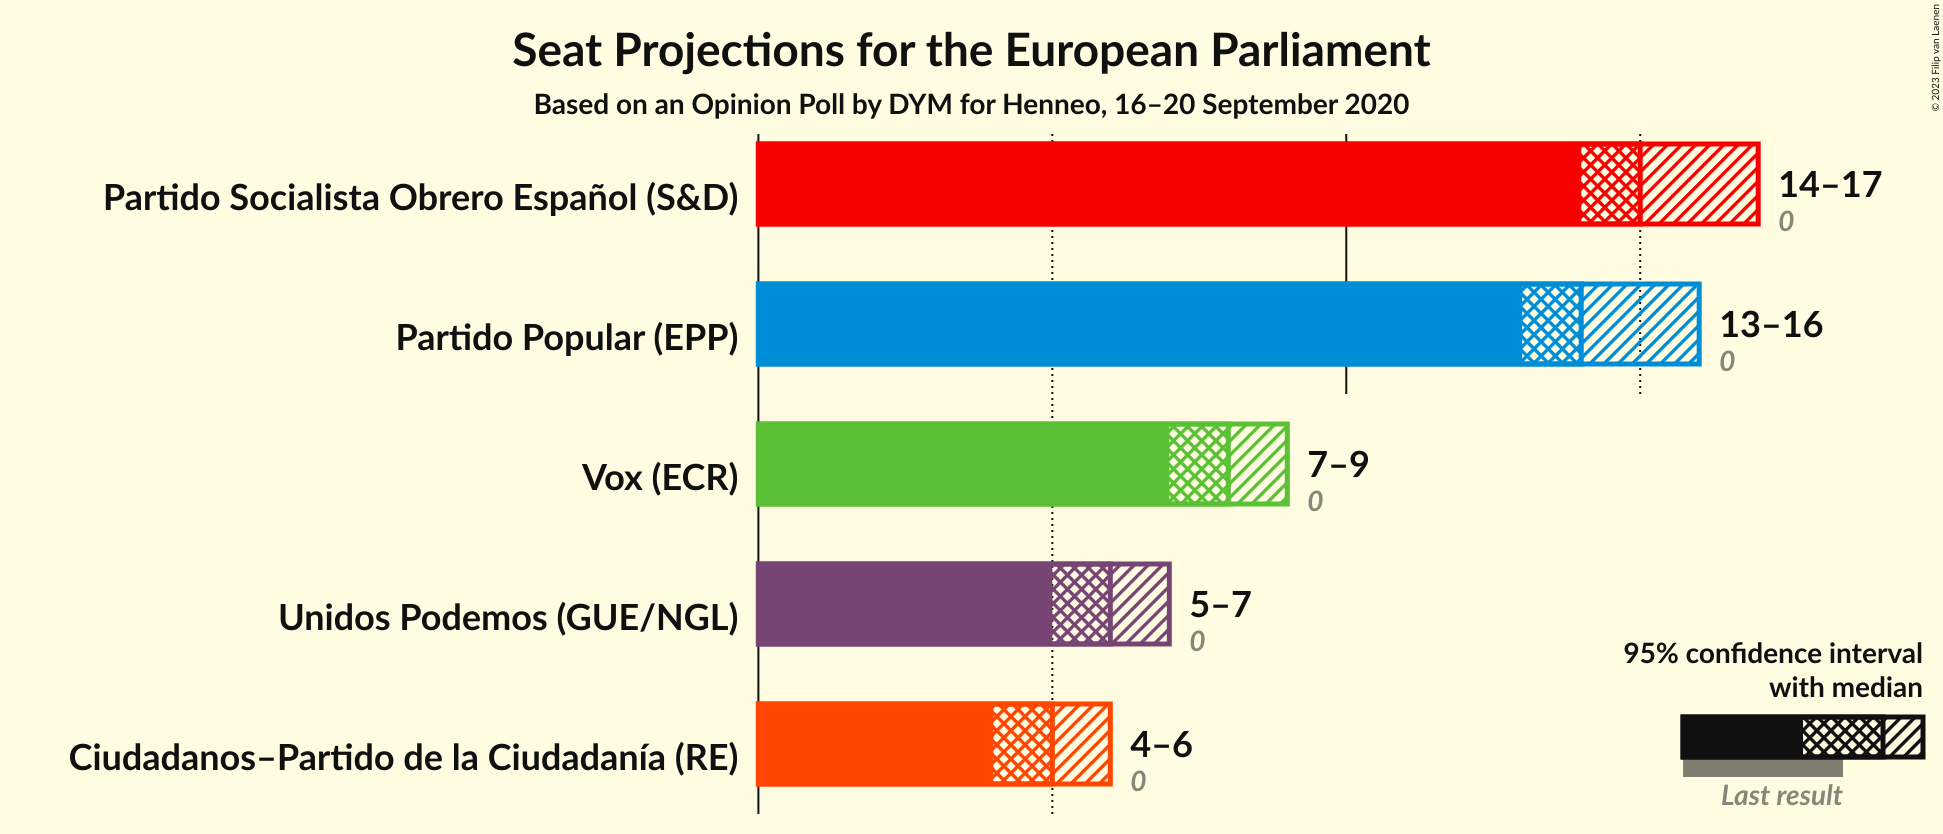 Seat Projections for the European Parliament
Based on an Opinion Poll by DYM for Henneo, 16–20 September 2020
© 2023 Filip van Laenen
Partido Socialista Obrero Español (S&D)
14–17
0
Partido Popular (EPP)
13–16
0
Vox (ECR)
7–9
0
Unidos Podemos (GUE/NGL)
5–7
0
Ciudadanos–Partido de la Ciudadanía (RE)
4–6
0
95% confidence interval
with median
Last result